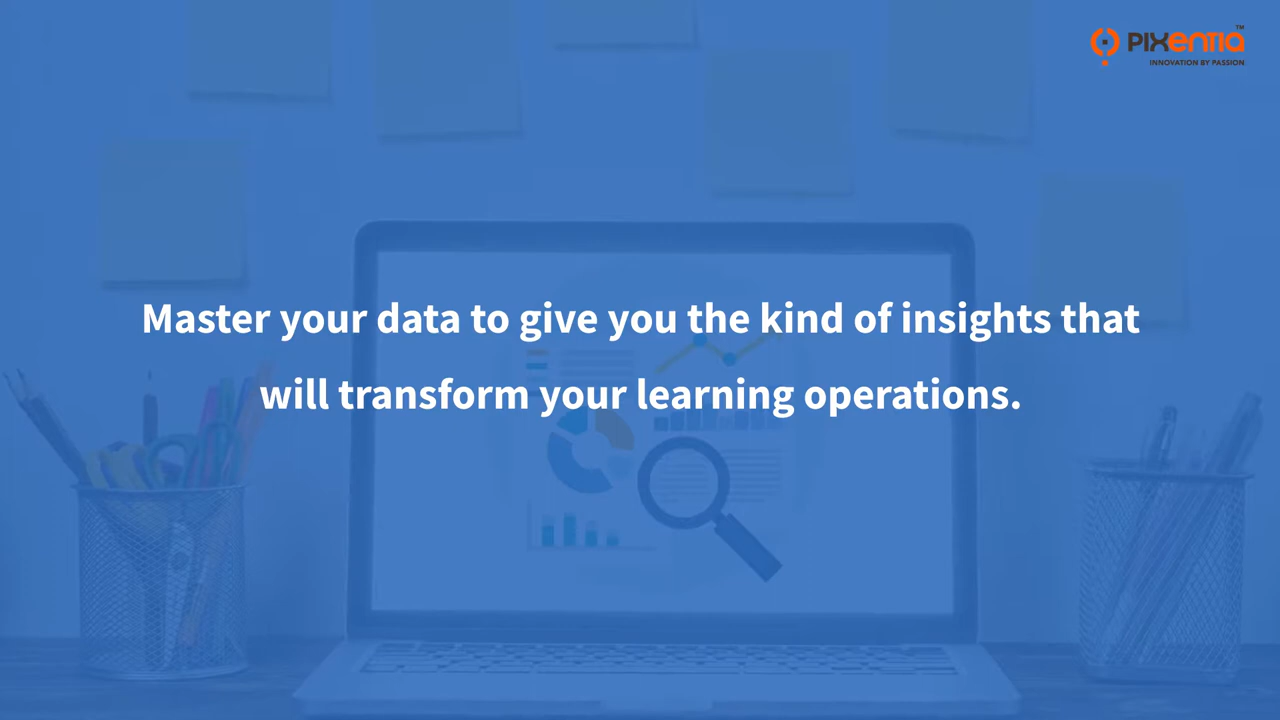 PIXENTIA™
INNOVATION BY PASSION
Master your data to give you the kind of insights that
will transform your learning operations.